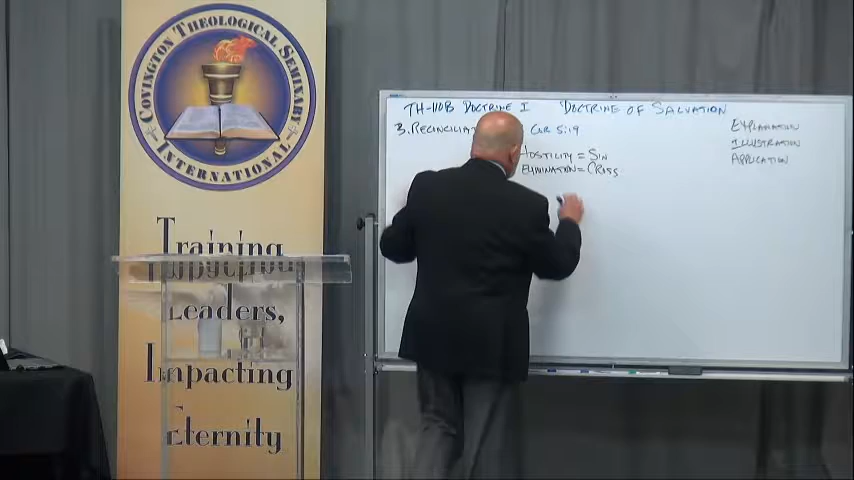 COVINGTON THEOLOGICAL SEMINARY
INTERNATIONAL
Training
Leaders,
Impacting
Eternity
TH-110B DOCTRINE I DOCTRINE OF SALVATION
3. RECONCILIA COR 5:19
HOSTILITY = SIN
ELIMINATION = CROSS
EXPLANATION
ILLUSTRATION
APPLICATION